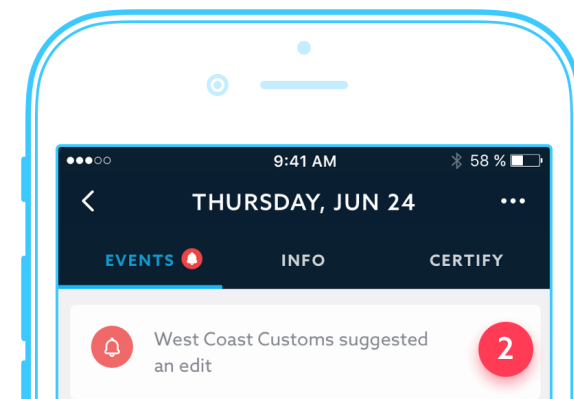 9:41 AM 58 %
THURSDAY, JUN 24
EVENTS INFO CERTIFY
West Coast Customs suggested
an edit
2